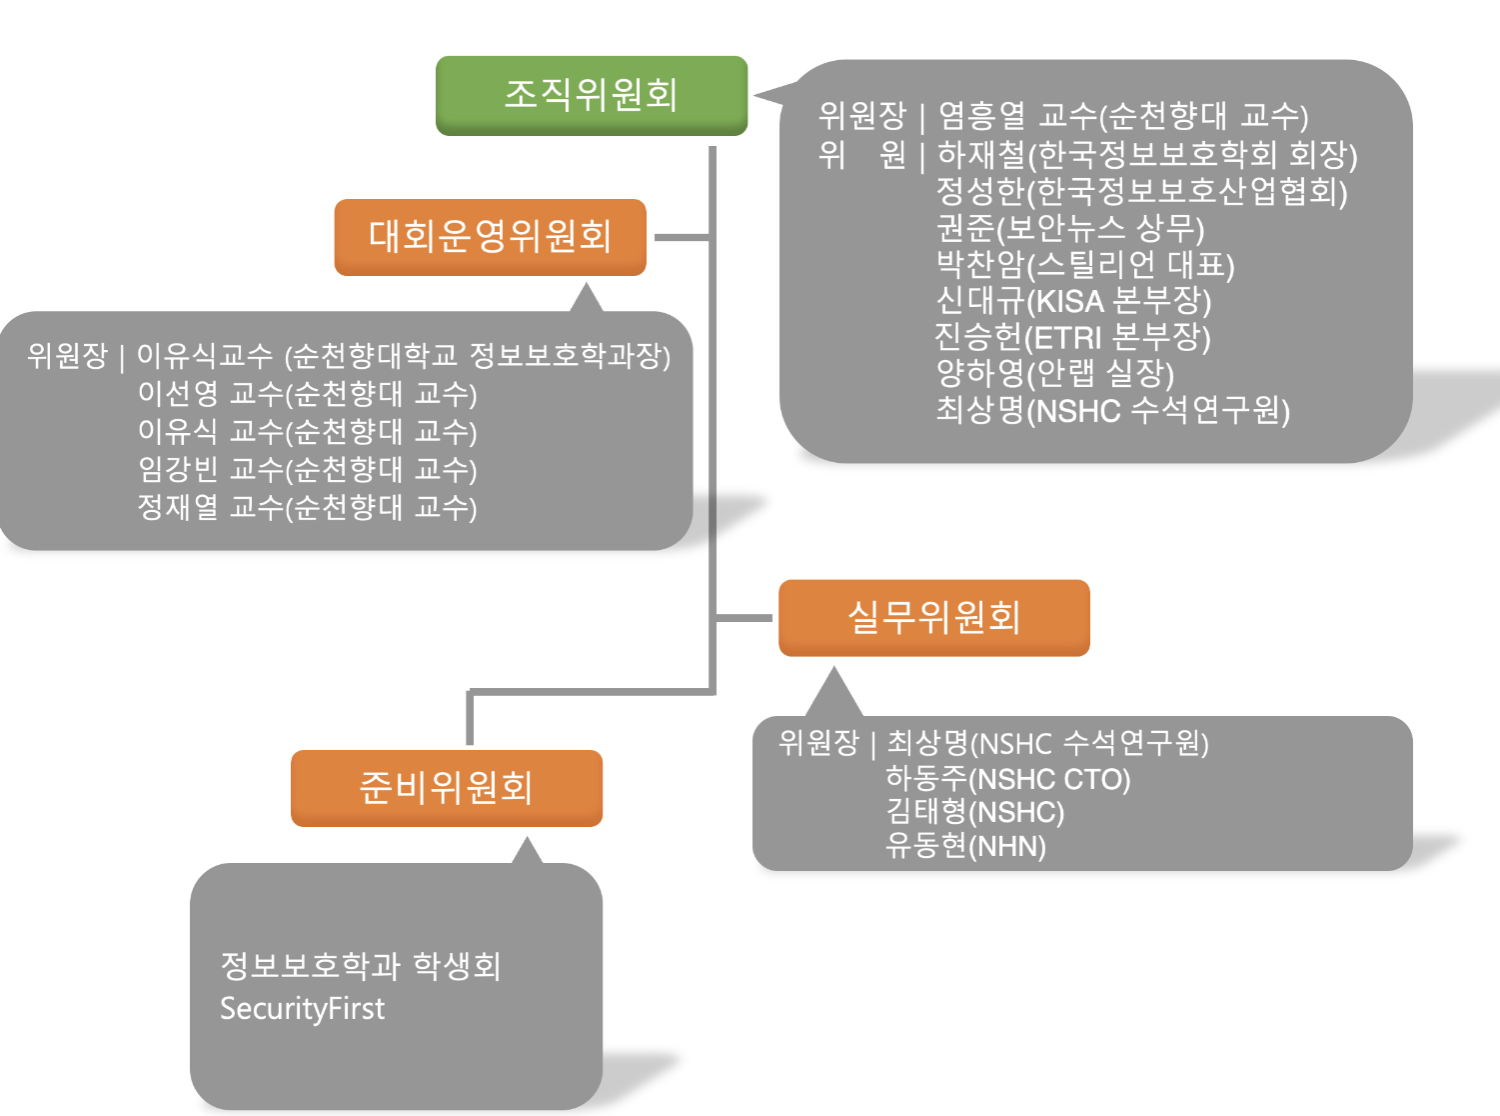 조직위원회
위원장 | 염흥열 교수(순천향대 교수)
위 원 | 하재철(한국정보보호학회 회장)
정성한(한국정보보호산업협회)
권준(보안뉴스 상무)
박찬암(스틸리언 대표)
신대규(KISA 본부장)
진승헌(ETRI 본부장)
양하영(안랩 실장)
최상명(NSHC 수석연구원)
대회운영위원회
위원장 | 이유식교수 (순천향대학교 정보보호학과장)
이선영 교수(순천향대 교수)
이유식 교수(순천향대 교수)
임강빈 교수(순천향대 교수)
정재열 교수(순천향대 교수)
실무위원회
위원장 | 최상명(NSHC 수석연구원)
하동주(NSHC CTO)
김태형(NSHC)
유동현(NHN)
준비위원회
정보보호학과 학생회
SecurityFirst